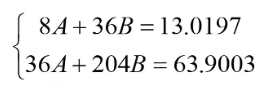 8A + 36B = 13.0197
36A + 204B = 63.9003